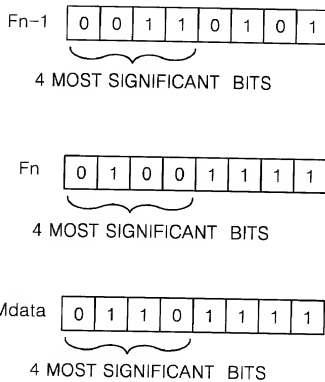 Fn-1 0 0 1 1 0 1 0 1
4 MOST SIGNIFICANT BITS
Fn 0 1 0 0 1 1 1 1
4 MOST SIGNIFICANT BITS
Mdata 0 1 1 0 1 1 1 1
4 MOST SIGNIFICANT BITS